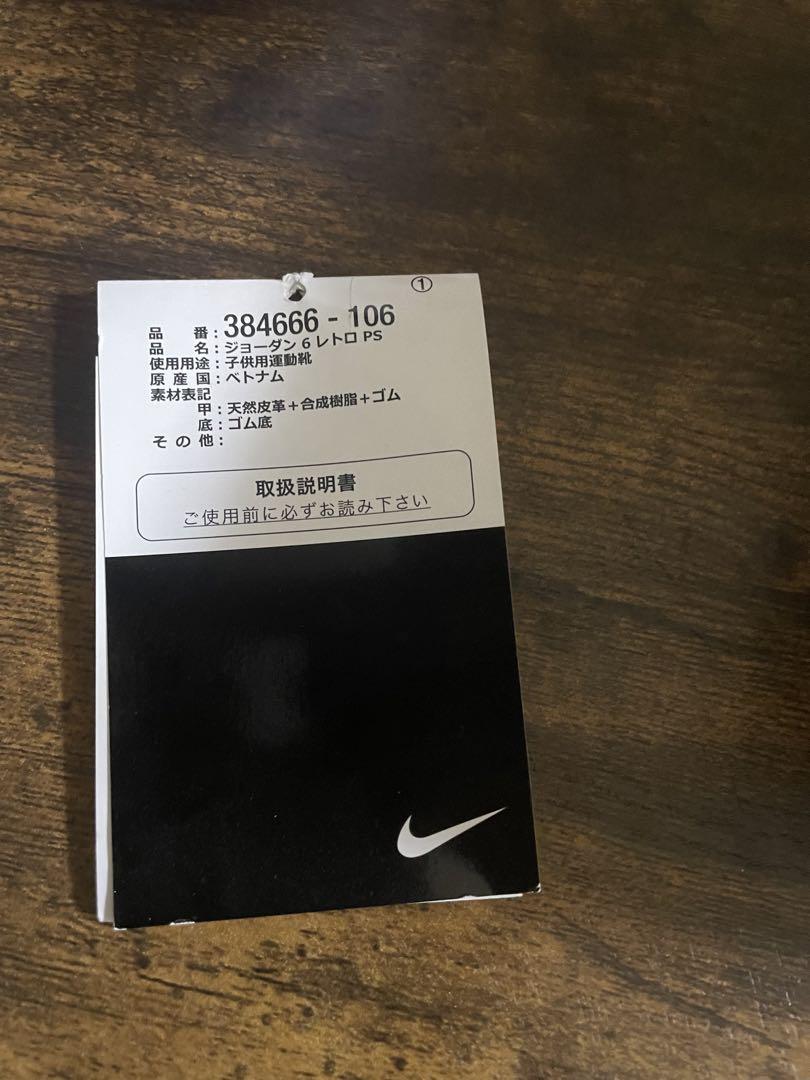 ①
品 番：384666 - 106
品 名：ジョーダン 6 レトロ PS
使用用途：子供用運動靴
原 産 国：ベトナム
素材表記
甲：天然皮革＋合成樹脂＋ゴム
底：ゴム底
そ の 他：
取扱説明書
ご使用前に必ずお読み下さい